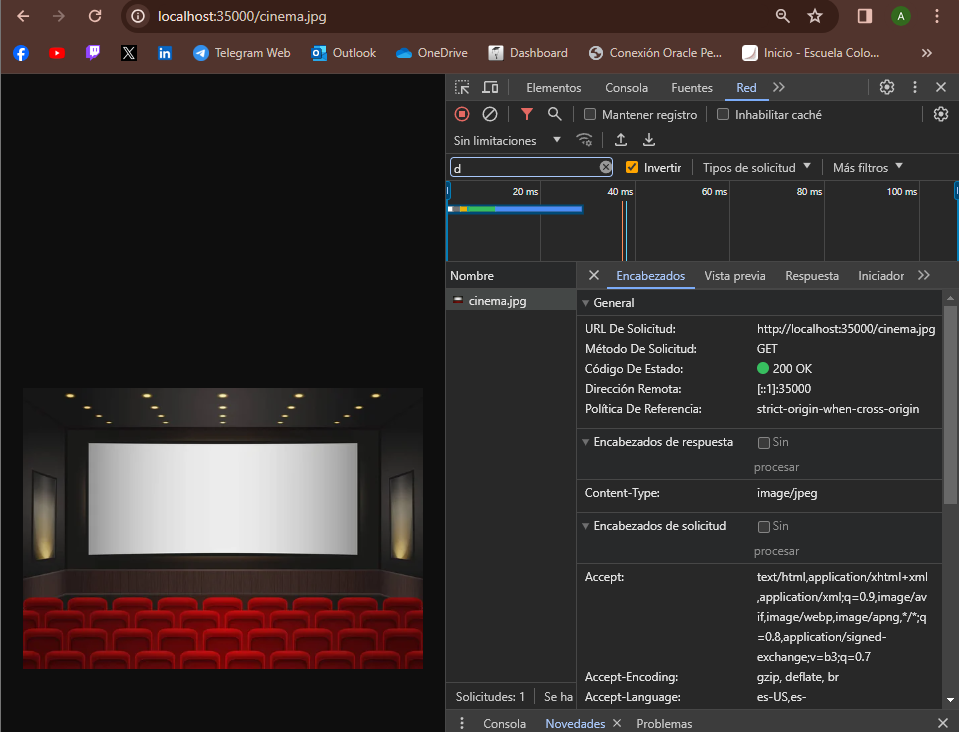 localhost:35000/cinema.jpg
A
Telegram Web
Outlook
OneDrive
Dashboard
Conexión Oracle Pe...
Inicio - Escuela Colo...
Elementos
Consola
Fuentes
Red
Mantener registro
Inhabilitar caché
Sin limitaciones
d
Invertir
Tipos de solicitud
Más filtros
20 ms
40 ms
60 ms
80 ms
100 ms
Nombre
Encabezados
Vista previa
Respuesta
Iniciador
cinema.jpg
General
URL De Solicitud:
http://localhost:35000/cinema.jpg
Método De Solicitud:
GET
Código De Estado:
200 OK
Dirección Remota:
[::1]:35000
Política De Referencia:
strict-origin-when-cross-origin
Encabezados de respuesta
Sin
procesar
Content-Type:
image/jpeg
Encabezados de solicitud
Sin
procesar
Accept:
text/html,application/xhtml+xml
,application/xml;q=0.9,image/av
if,image/webp,image/apng,*/*;q
=0.8,application/signed-
exchange;v=b3;q=0.7
Accept-Encoding:
gzip, deflate, br
Accept-Language:
es-US,es-
Solicitudes: 1
Se ha
Consola
Novedades
Problemas